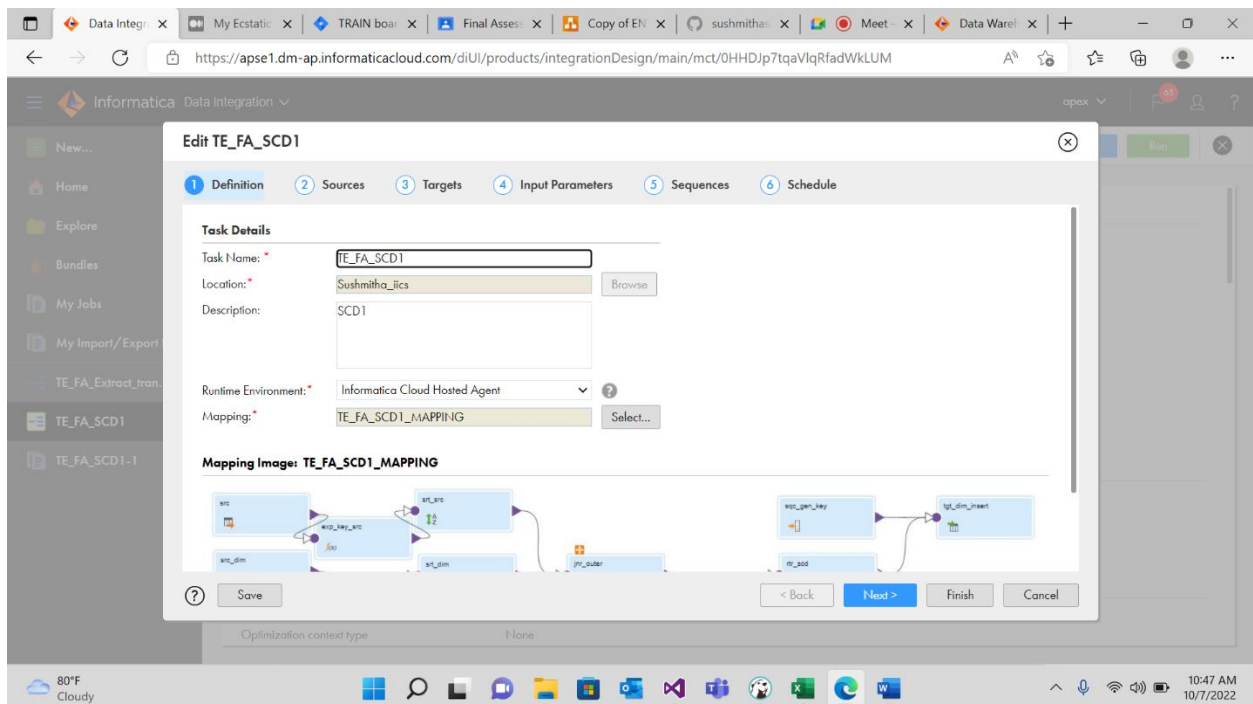 Data Integr
My Ecstatic
TRAIN boar
Final Assess
Copy of EN
sushmithas
Meet -
Data Wareh
https://apse1.dm-ap.informaticacloud.com/diUI/products/integrationDesign/main/mct/0HHDJp7tqaVlqRfadWkLUM
Informatica Data Integration
apex
63
New...
Run
Home
Explore
Bundles
My Jobs
My Import/Export
TE_FA_Extract_tran.
TE_FA_SCD1
TE_FA_SCD1-1
Edit TE_FA_SCD1
1 Definition 2 Sources 3 Targets 4 Input Parameters 5 Sequences 6 Schedule
Task Details
Task Name: * TE_FA_SCD1
Location:* Sushmitha_iics Browse
Description: SCD1
Runtime Environment:* Informatica Cloud Hosted Agent
Mapping:* TE_FA_SCD1_MAPPING Select...
Mapping Image: TE_FA_SCD1_MAPPING
src
exp_key_src
f(x)
srt_src
sqc_gen_key
tgt_dim_insert
src_dim
srt_dim
jnr_outer
rtr_scd
? Save < Back Next > Finish Cancel
Optimization context type None
80°F
Cloudy
10:47 AM
10/7/2022